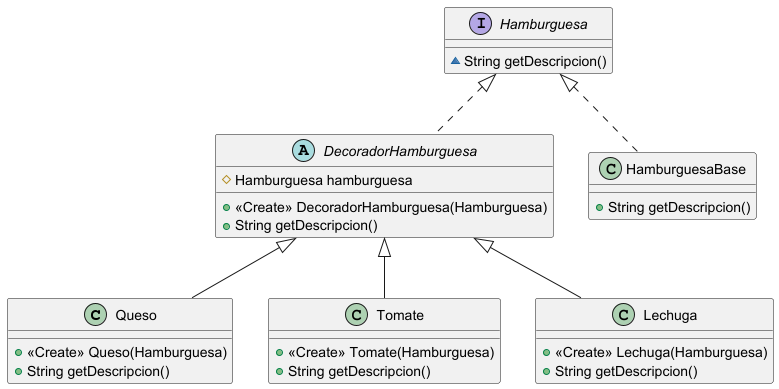 I Hamburguesa
String getDescripcion()
A DecoradorHamburguesa
Hamburguesa hamburguesa
«Create» DecoradorHamburguesa(Hamburguesa)
String getDescripcion()
C HamburguesaBase
String getDescripcion()
C Queso
«Create» Queso(Hamburguesa)
String getDescripcion()
C Tomate
«Create» Tomate(Hamburguesa)
String getDescripcion()
C Lechuga
«Create» Lechuga(Hamburguesa)
String getDescripcion()